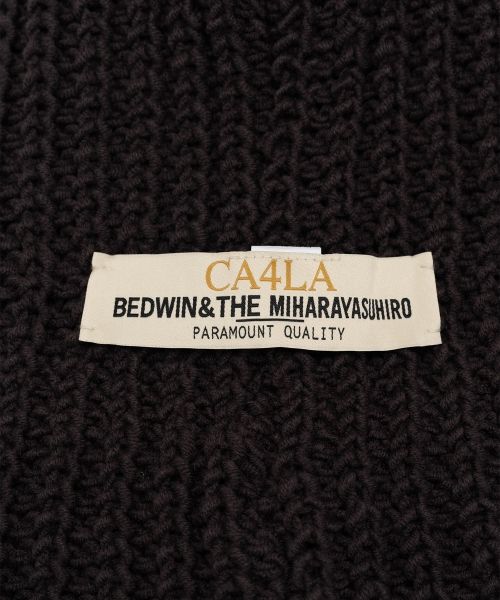 CA4LA
BEDWIN&THE MIHARAYASUHIRO
PARAMOUNT QUALITY